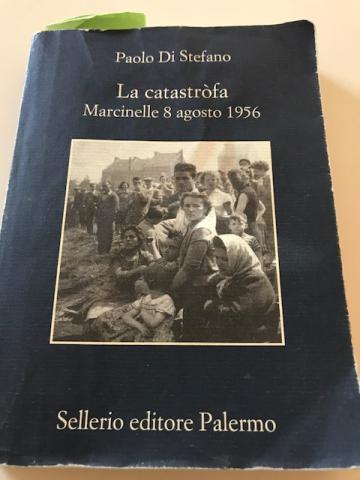 Paolo Di Stefano
La catastròfa
Marcinelle 8 agosto 1956
Sellerio editore Palermo